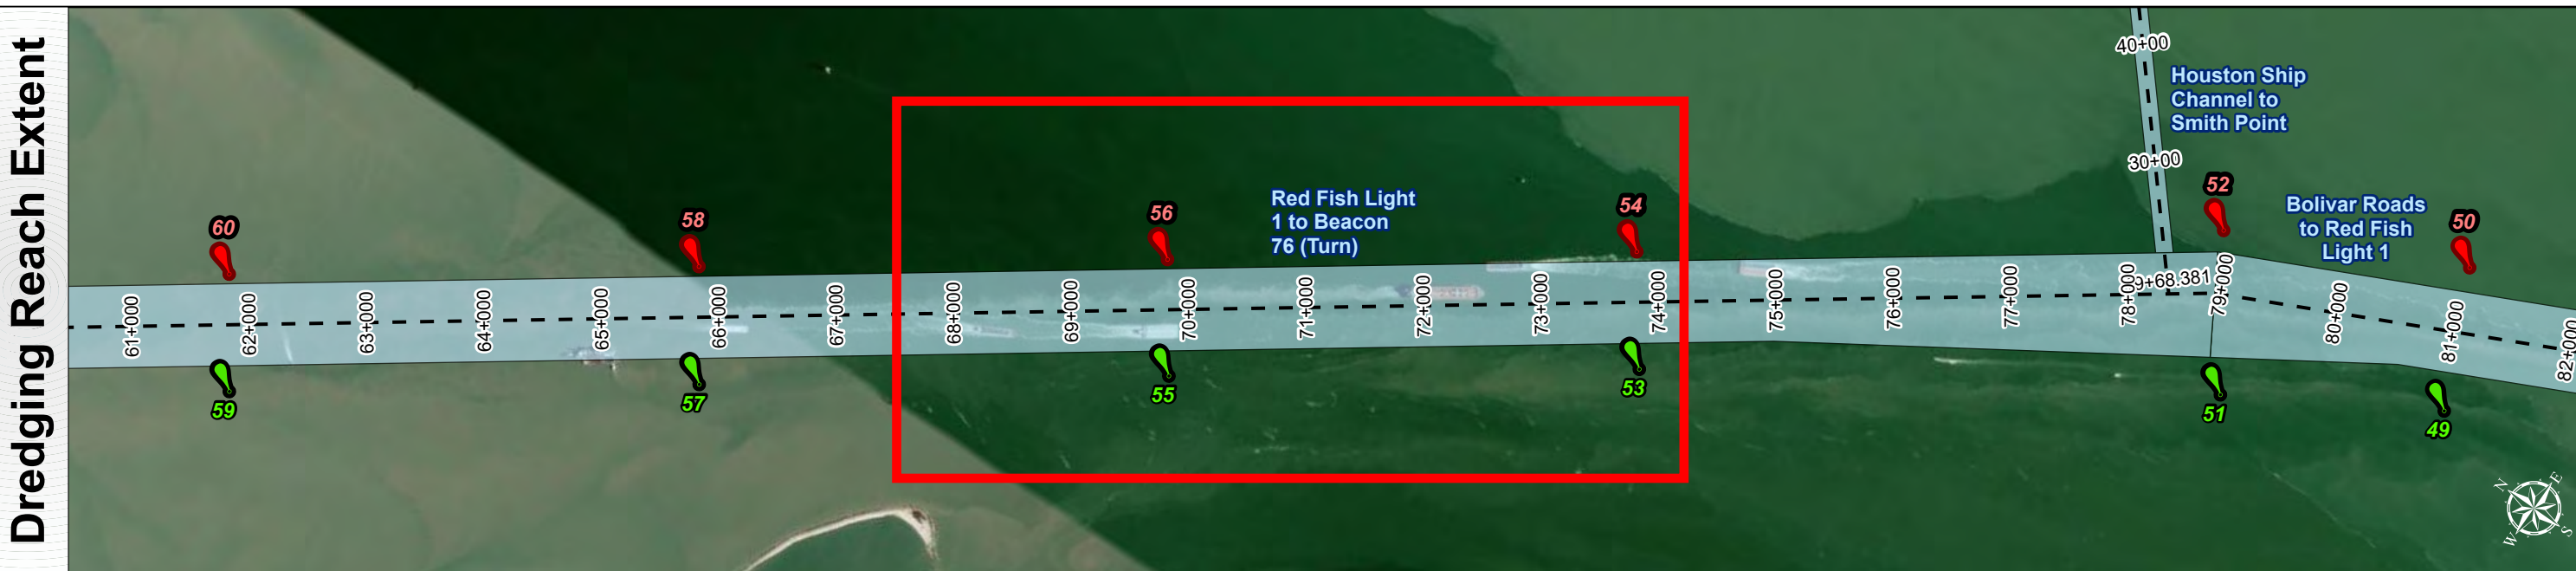 Dredging Reach Extent
40+00
Houston Ship
Channel to
Smith Point
30+00
60
58
56
54
52
50
Red Fish Light
1 to Beacon
76 (Turn)
Bolivar Roads
to Red Fish
Light 1
61+000
62+000
63+000
64+000
65+000
66+000
67+000
68+000
69+000
70+000
71+000
72+000
73+000
74+000
75+000
76+000
77+000
78+000
9+68.381
79+000
80+000
81+000
82+000
59
57
55
53
51
49
N
E
W
S